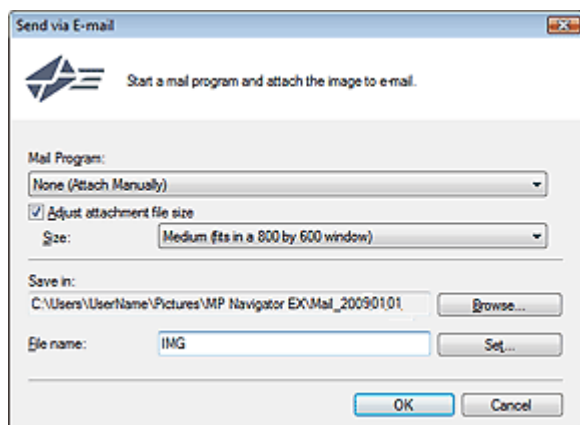 Send via E-mail
Start a mail program and attach the image to e-mail.
Mail Program:
None (Attach Manually)
Adjust attachment file size
Size: Medium (fits in a 800 by 600 window)
Save in:
C:\Users\UserName\Pictures\MP Navigator EX\Mail_20090101 Browse...
File name: IMG Set...
OK Cancel